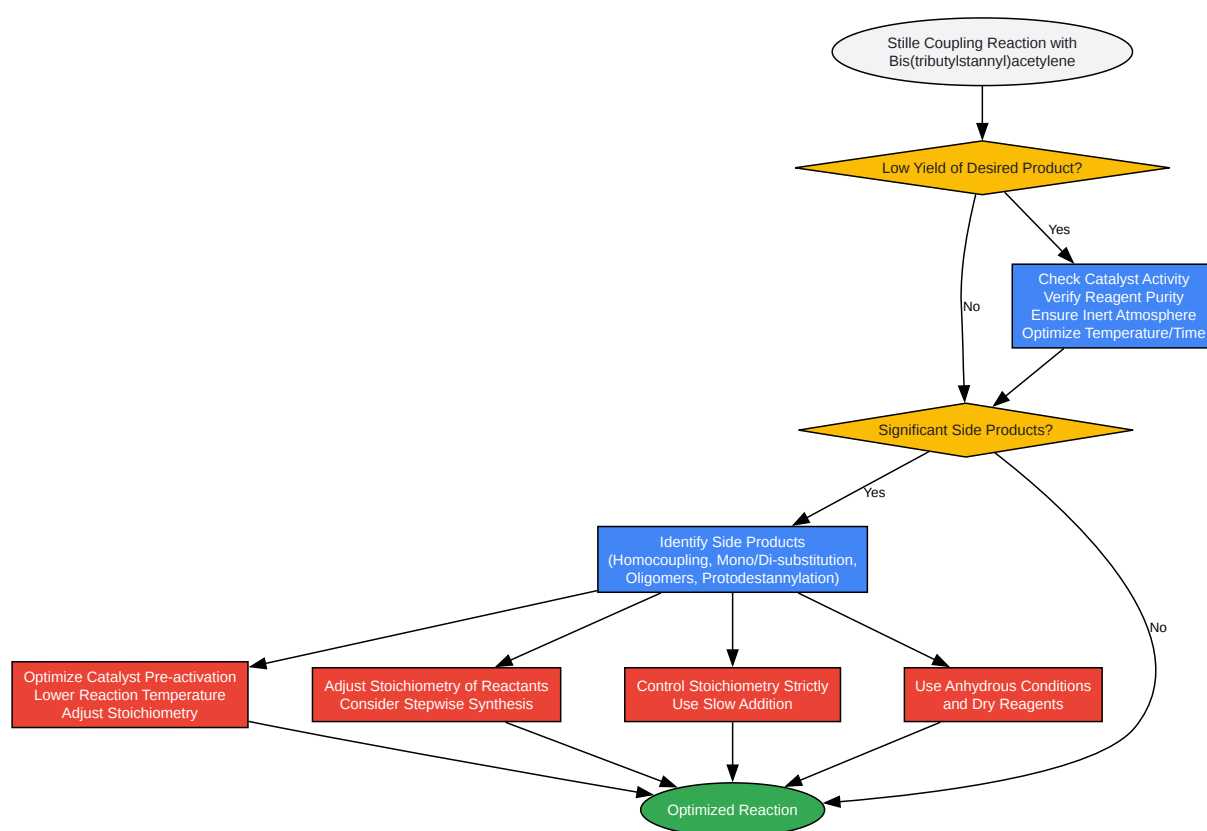 Stille Coupling Reaction with
Bis(tributylstannyl)acetylene
Low Yield of Desired Product?
Yes
Check Catalyst Activity
Verify Reagent Purity
Ensure Inert Atmosphere
Optimize Temperature/Time
No
Significant Side Products?
Yes
Identify Side Products
(Homocoupling, Mono/Di-substitution,
Oligomers, Protodestannylation)
No
Optimize Catalyst Pre-activation
Lower Reaction Temperature
Adjust Stoichiometry
Adjust Stoichiometry of Reactants
Consider Stepwise Synthesis
Control Stoichiometry Strictly
Use Slow Addition
Use Anhydrous Conditions
and Dry Reagents
Optimized Reaction